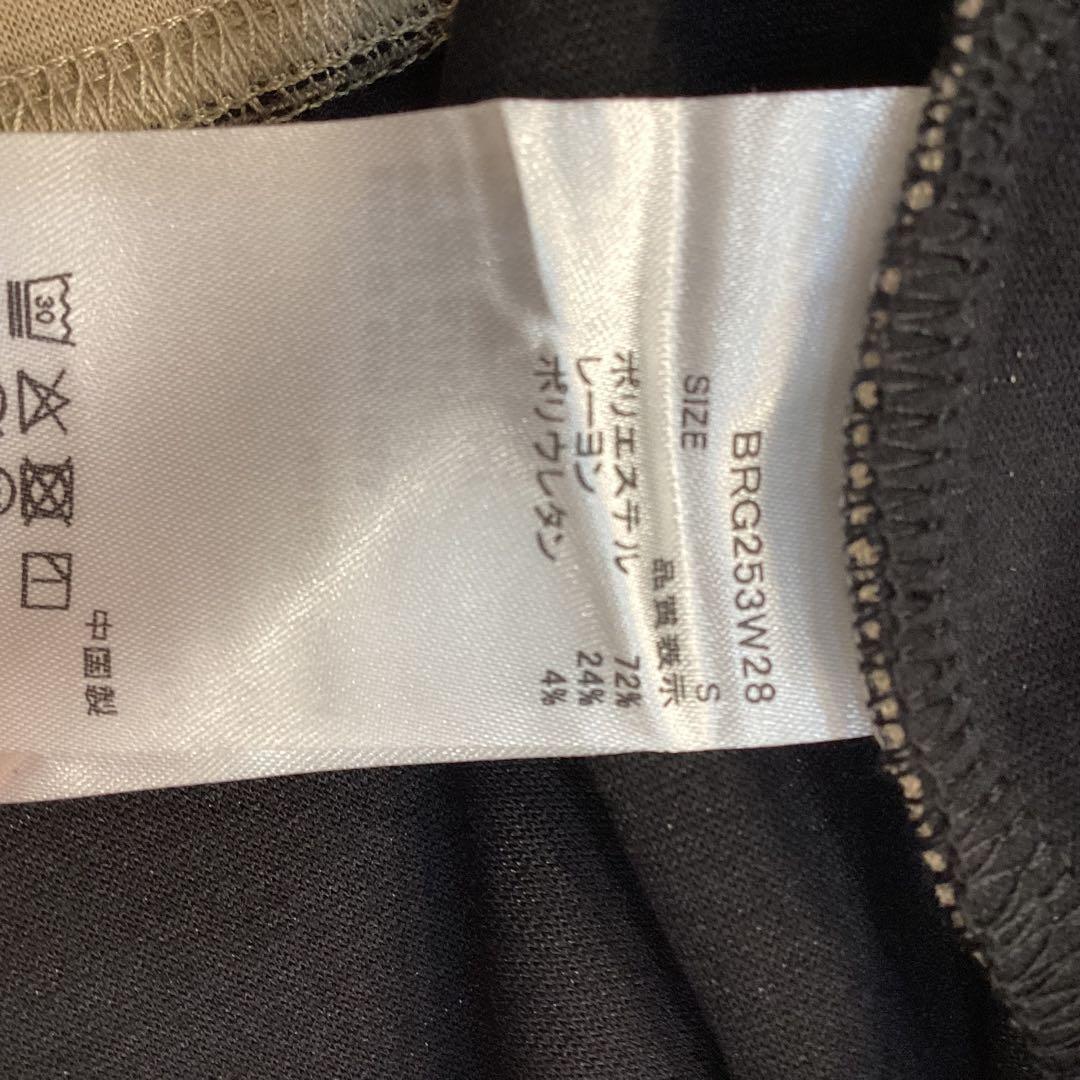 BRG253W28
SIZE S
品質表示
ポリエステル 72%
レーヨン 24%
ポリウレタン 4%
30
中国製